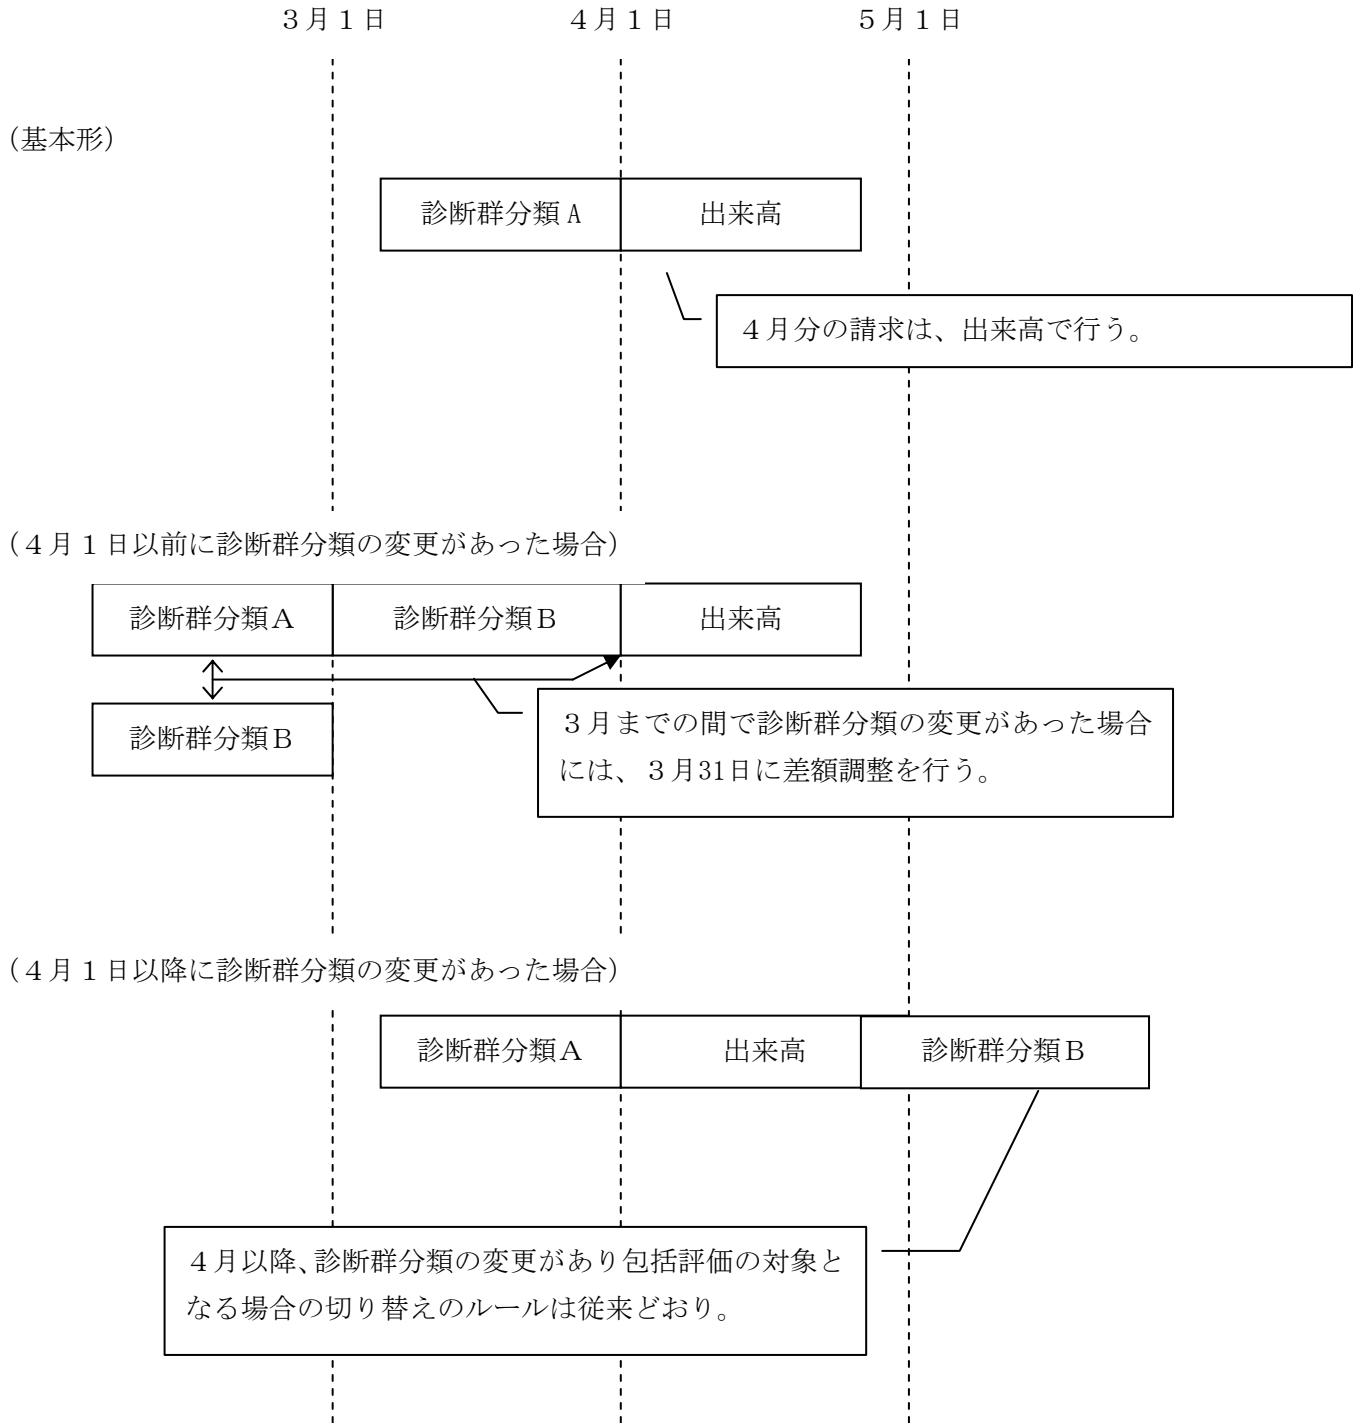 ３月１日　４月１日　５月１日
（基本形）
診断群分類 A　出来高
４月分の請求は、出来高で行う。
（４月１日以前に診断群分類の変更があった場合）
診断群分類Ａ　診断群分類Ｂ　出来高
診断群分類Ｂ
３月までの間で診断群分類の変更があった場合
には、３月31日に差額調整を行う。
（４月１日以降に診断群分類の変更があった場合）
診断群分類Ａ　出来高　診断群分類Ｂ
４月以降、診断群分類の変更があり包括評価の対象と
なる場合の切り替えのルールは従来どおり。